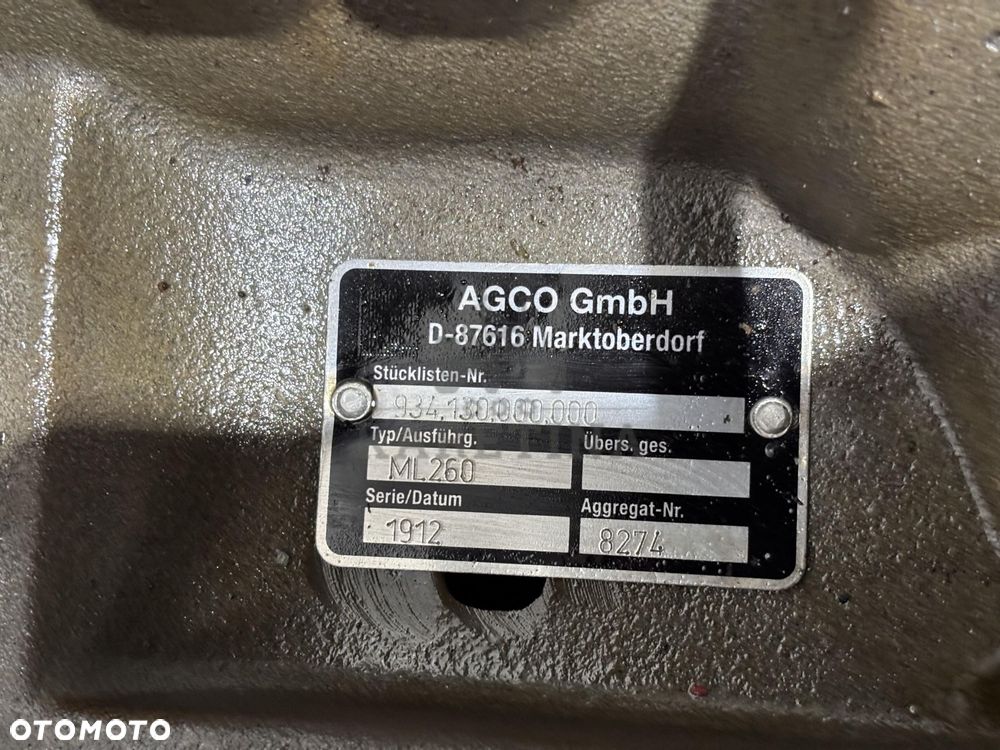 AGCO GmbH
D-87616 Marktoberdorf
Stücklisten-Nr.
934.130.000.000
Typ/Ausführg.
Übers. ges.
ML260
Serie/Datum
Aggregat-Nr.
1912
8274
OTOMOTO